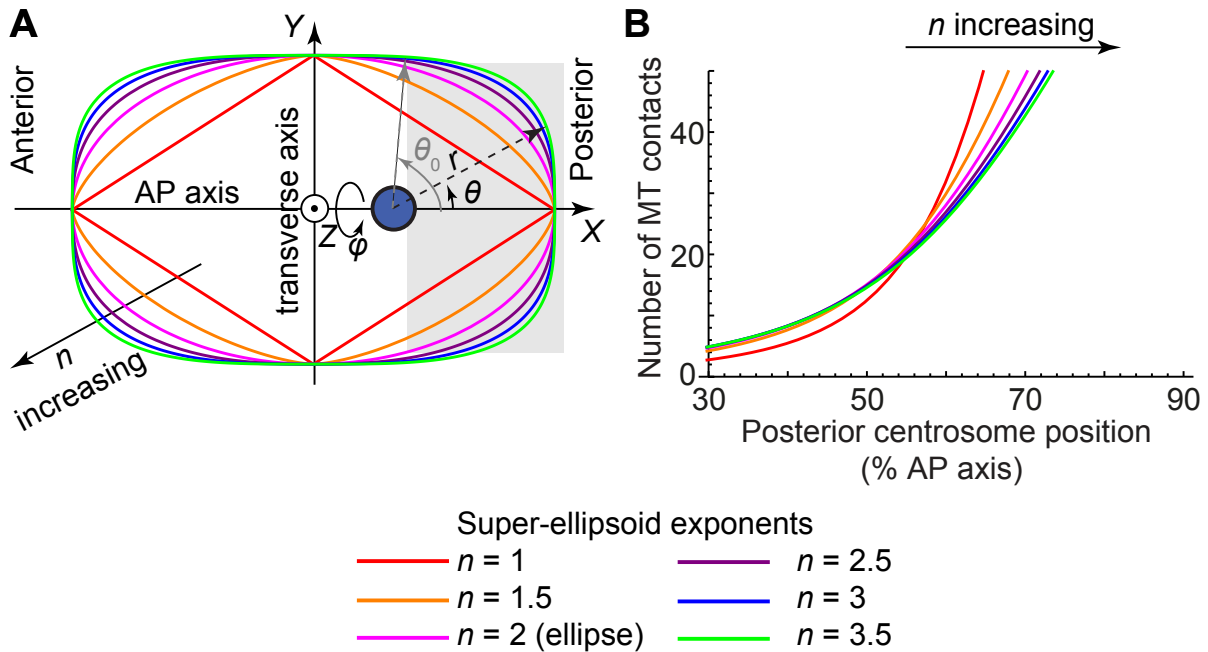 A
Y
Anterior
Posterior
AP axis
transverse axis
θ0
r
θ
Z
φ
X
n
increasing
B
n increasing
Number of MT contacts
40
20
0
30
50
70
90
Posterior centrosome position
(% AP axis)
Super-ellipsoid exponents
n = 1
n = 2.5
n = 1.5
n = 3
n = 2 (ellipse)
n = 3.5